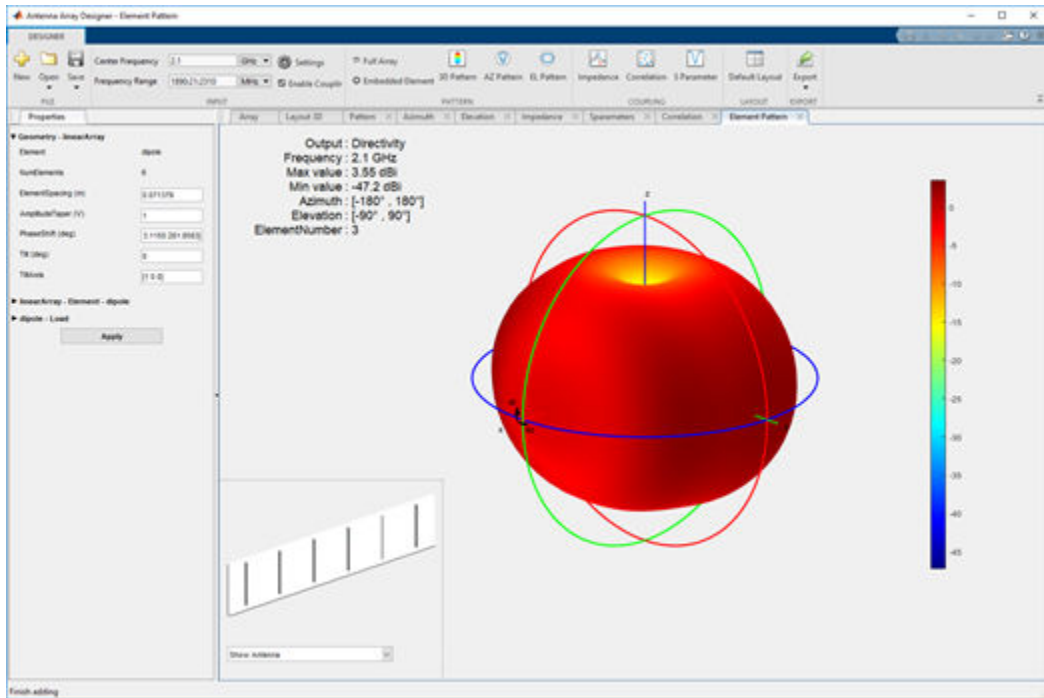 Antenna Array Designer - Element Pattern
DESIGNER
New Open Save
Center Frequency 2.1 GHz
Frequency Range MHz
Settings
Enable Couplin
Full Array
Embedded Element
3D Pattern AZ Pattern EL Pattern
Impedance Correlation S Parameter
Default Layout
Export
FILE INPUT PATTERN COUPLING LAYOUT EXPORT
Properties
Array Layout 3D Pattern Azimuth Elevation Impedance Sparameters Correlation Element Pattern
Geometry - linearArray
Element dipole
NumElements 6
ElementSpacing (m) 0.071379
AmplitudeTaper (V) 1
PhaseShift (deg)
Tilt (deg) 0
TiltAxis [1 0 0]
linearArray - Element - dipole
dipole - Load
Apply
Output : Directivity
Frequency : 2.1 GHz
Max value : 3.55 dBi
Min value : -47.2 dBi
Azimuth : [-180° , 180°]
Elevation : [-90° , 90°]
ElementNumber : 3
z
x
0
-5
-10
-15
-20
-25
-30
-35
-40
-45
Show Antenna
Finish adding